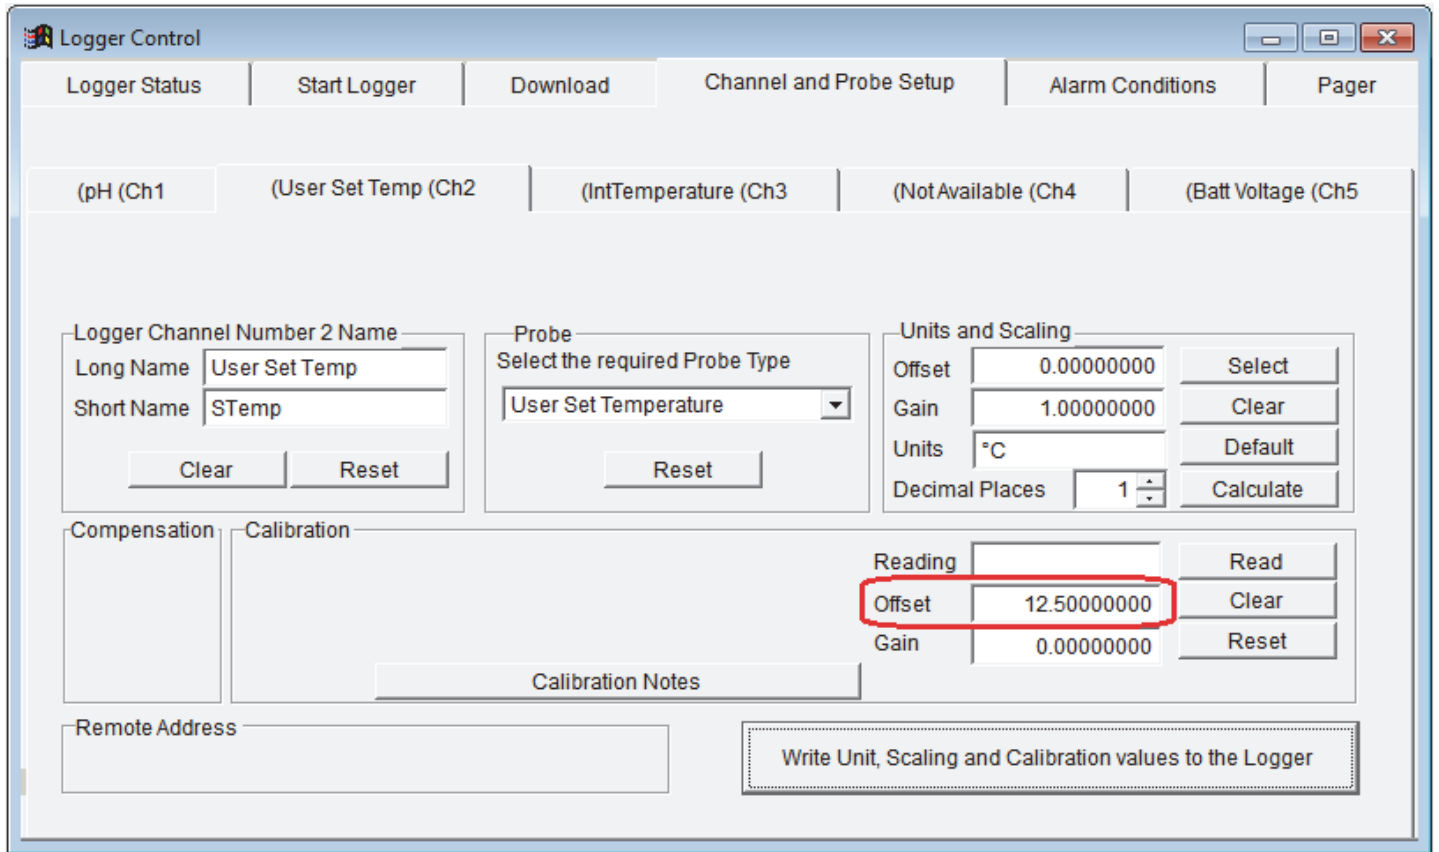 Logger Control
Logger Status Start Logger Download Channel and Probe Setup Alarm Conditions Pager
(pH (Ch1 (User Set Temp (Ch2 (IntTemperature (Ch3 (Not Available (Ch4 (Batt Voltage (Ch5
Logger Channel Number 2 Name
Long Name User Set Temp
Short Name STemp
Clear Reset
Probe
Select the required Probe Type
User Set Temperature
Reset
Units and Scaling
Offset 0.00000000 Select
Gain 1.00000000 Clear
Units °C Default
Decimal Places 1 Calculate
Compensation
Calibration
Reading Read
Offset 12.50000000 Clear
Gain 0.00000000 Reset
Calibration Notes
Remote Address
Write Unit, Scaling and Calibration values to the Logger